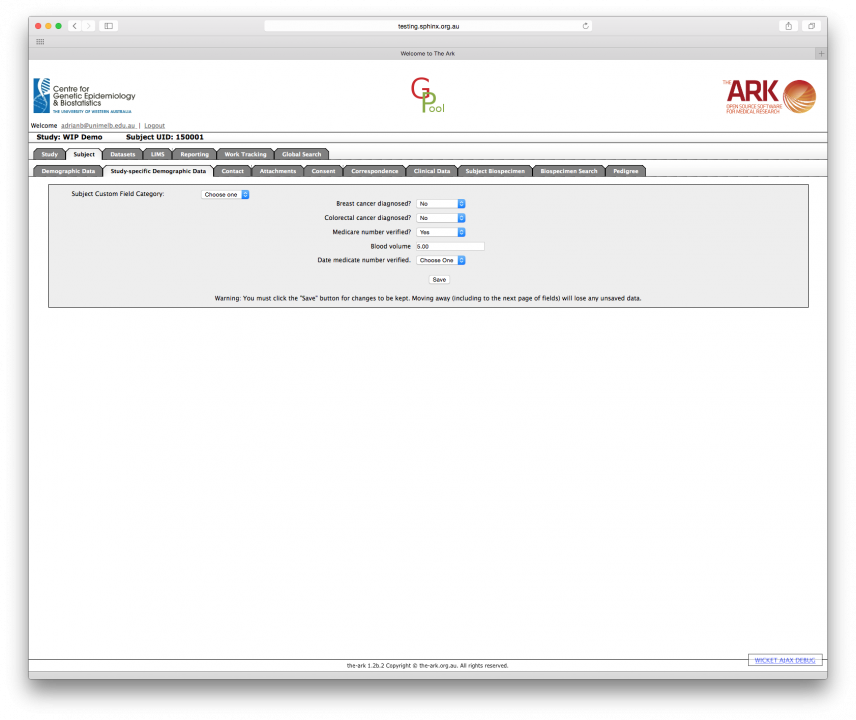 testing.sphinx.org.au
Welcome to The Ark
+
Centre for
Genetic Epidemiology
& Biostatistics
THE UNIVERSITY OF WESTERN AUSTRALIA
GPool
THE ARK
OPEN SOURCE SOFTWARE
FOR MEDICAL RESEARCH
Welcome adrianb@unimelb.edu.au | Logout
Study: WIP Demo Subject UID: 150001
Study Subject Datasets LIMS Reporting Work Tracking Global Search
Demographic Data Study-specific Demographic Data Contact Attachments Consent Correspondence Clinical Data Subject Biospecimen Biospecimen Search Pedigree
Subject Custom Field Category: Choose one
Breast cancer diagnosed? No
Colorectal cancer diagnosed? No
Medicare number verified? Yes
Blood volume 5.00
Date medicate number verified. Choose One
Save
Warning: You must click the "Save" button for changes to be kept. Moving away (including to the next page of fields) will lose any unsaved data.
WICKET AJAX DEBUG
the-ark 1.2b.2 Copyright © the-ark.org.au. All rights reserved.